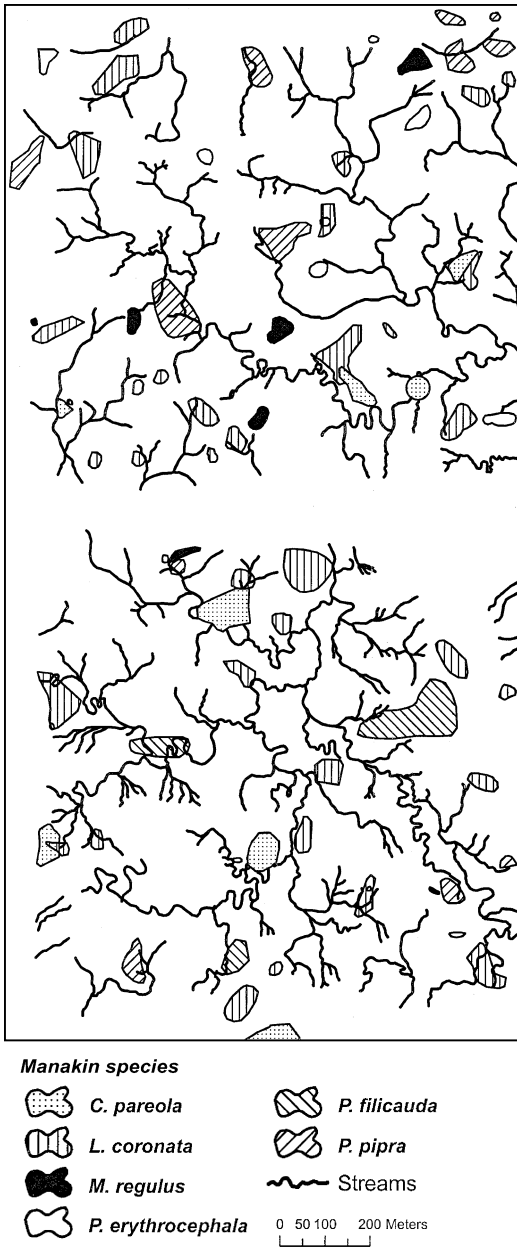 Manakin species
C. pareola
P. filicauda
L. coronata
P. pipra
M. regulus
Streams
P. erythrocephala
0 50 100 200 Meters